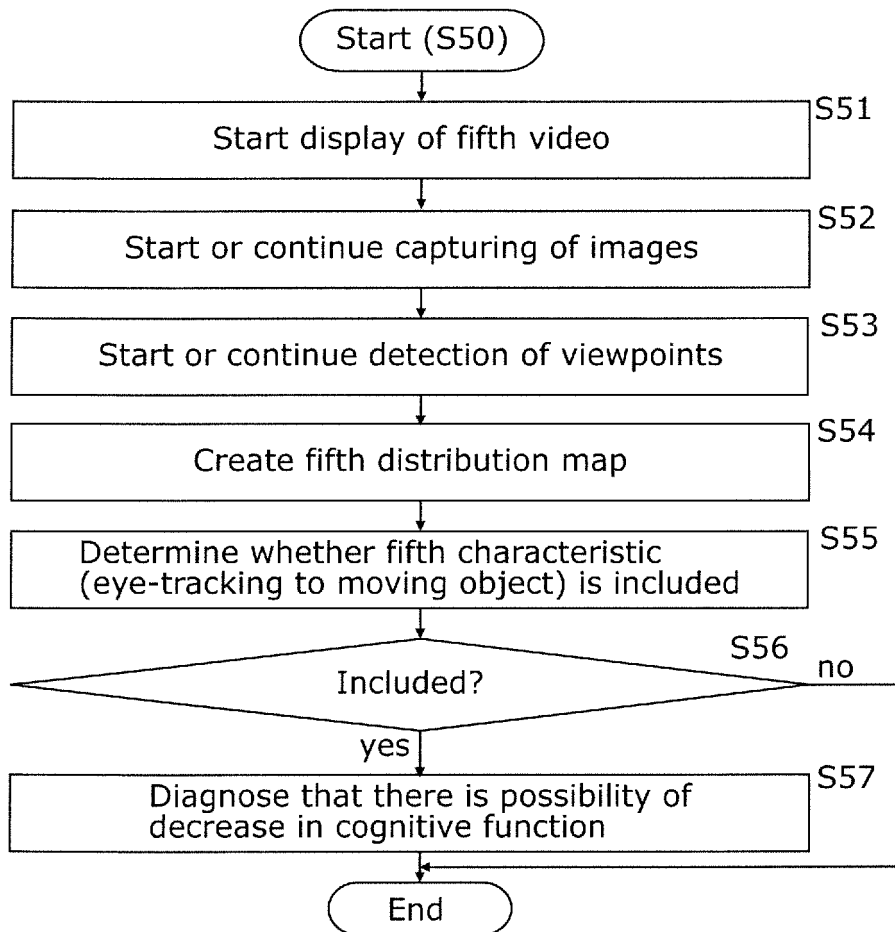 Start (S50)
S51
Start display of fifth video
S52
Start or continue capturing of images
S53
Start or continue detection of viewpoints
S54
Create fifth distribution map
S55
Determine whether fifth characteristic
(eye-tracking to moving object) is included
S56
Included?
no
yes
S57
Diagnose that there is possibility of
decrease in cognitive function
End